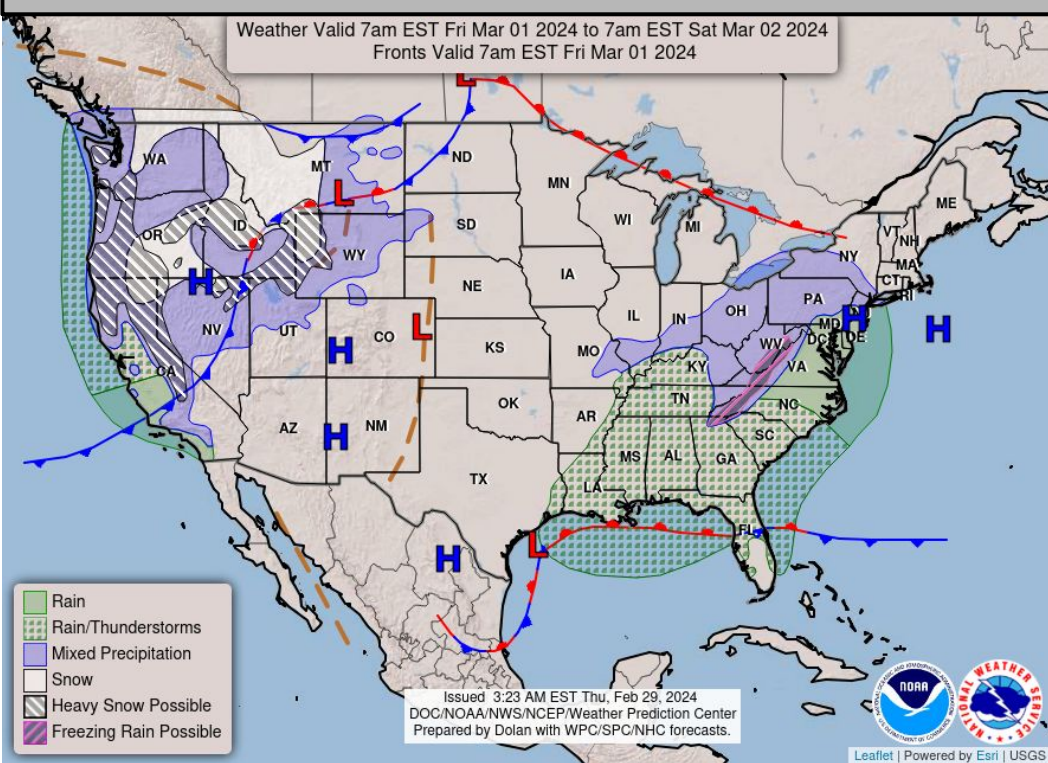 Weather Valid 7am EST Fri Mar 01 2024 to 7am EST Sat Mar 02 2024
Fronts Valid 7am EST Fri Mar 01 2024
L
WA
MT
ND
MN
ME
L
VT
NH
OR
ID
SD
WI
MI
NY
MA
CT
RI
WY
H
IA
PA
NE
IL
IN
OH
H
H
NV
UT
CO
L
MD
DE
DC
WV
H
KS
MO
VA
CA
KY
OK
TN
NC
AZ
H
NM
AR
SC
MS
AL
GA
TX
LA
FL
H
L
Rain
Rain/Thunderstorms
Mixed Precipitation
Snow
Heavy Snow Possible
Freezing Rain Possible
Issued 3:23 AM EST Thu, Feb 29, 2024
DOC/NOAA/NWS/NCEP/Weather Prediction Center
Prepared by Dolan with WPC/SPC/NHC forecasts.
NOAA
NATIONAL WEATHER SERVICE
Leaflet | Powered by Esri | USGS